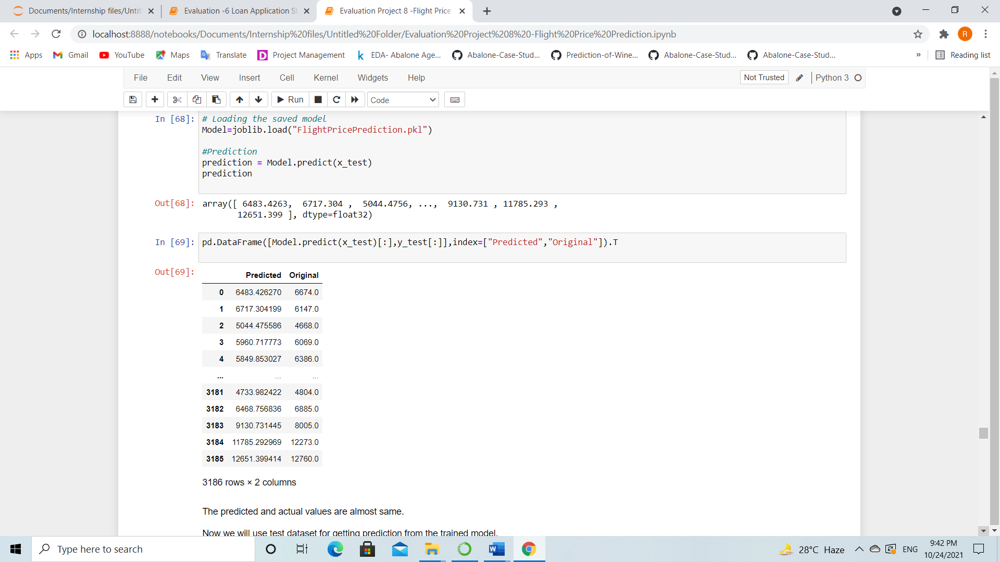 Documents/Internship files/Untit
Evaluation -6 Loan Application St
Evaluation Project 8 -Flight Price
localhost:8888/notebooks/Documents/Internship%20files/Untitled%20Folder/Evaluation%20Project%208%20-Flight%20Price%20Prediction.ipynb
R
Apps Gmail YouTube Maps Translate Project Management EDA- Abalone Age... Abalone-Case-Stud... Prediction-of-Wine... Abalone-Case-Stud... Abalone-Case-Stud... » Reading list
File Edit View Insert Cell Kernel Widgets Help Not Trusted Python 3
Run Code
In [68]: # Loading the saved model
Model=joblib.load("FlightPricePrediction.pkl")
#Prediction
prediction = Model.predict(x_test)
prediction
Out[68]: array([ 6483.4263,  6717.304 ,  5044.4756, ...,  9130.731 , 11785.293 ,
12651.399 ], dtype=float32)
In [69]: pd.DataFrame([Model.predict(x_test)[:],y_test[:]],index=["Predicted","Original"]).T
Out[69]:
Predicted Original
0 6483.426270 6674.0
1 6717.304199 6147.0
2 5044.475586 4668.0
3 5960.717773 6069.0
4 5849.853027 6386.0
... ... ...
3181 4733.982422 4804.0
3182 6468.756836 6885.0
3183 9130.731445 8005.0
3184 11785.292969 12273.0
3185 12651.399414 12760.0
3186 rows × 2 columns
The predicted and actual values are almost same.
Now we will use test dataset for getting prediction from the trained model.
Type here to search
28°C Haze
ENG
9:42 PM
10/24/2021